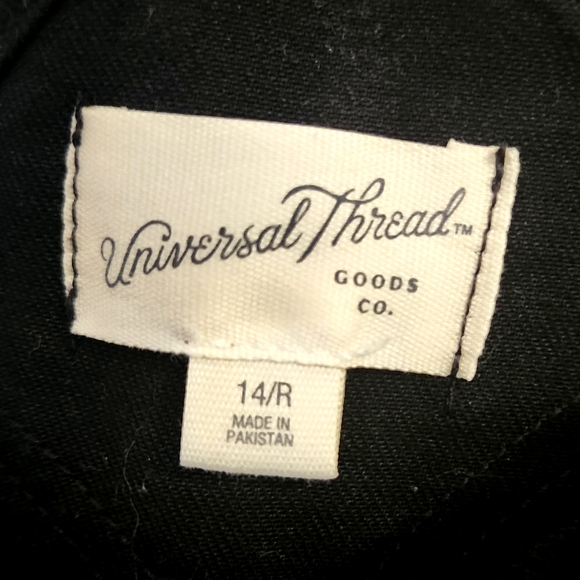 Universal Thread™
GOODS
CO.
14/R
MADE IN
PAKISTAN